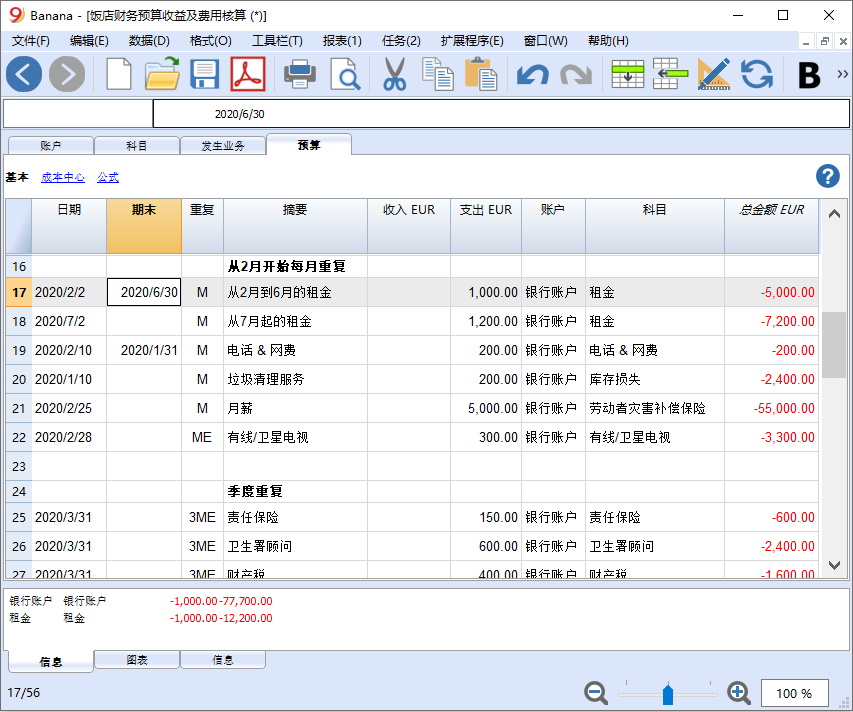 Banana - [饭店财务预算收益及费用核算 (*)]
文件(F) 编辑(E) 数据(D) 格式(O) 工具栏(T) 报表(1) 任务(2) 扩展程序(E) 窗口(W) 帮助(H)
B »
2020/6/30
账户 科目 发生业务 预算
基本 成本中心 公式
日期 期末 重复 摘要 收入 EUR 支出 EUR 账户 科目 总金额 EUR
16 从2月开始每月重复
17 2020/2/2 2020/6/30 M 从2月到6月的租金 1,000.00 银行账户 租金 -5,000.00
18 2020/7/2 M 从7月起的租金 1,200.00 银行账户 租金 -7,200.00
19 2020/2/10 2020/1/31 M 电话 & 网费 200.00 银行账户 电话 & 网费 -200.00
20 2020/1/10 M 垃圾清理服务 200.00 银行账户 库存损失 -2,400.00
21 2020/2/25 M 月薪 5,000.00 银行账户 劳动者灾害补偿保险 -55,000.00
22 2020/2/28 ME 有线/卫星电视 300.00 银行账户 有线/卫星电视 -3,300.00
23
24 季度重复
25 2020/3/31 3ME 责任保险 150.00 银行账户 责任保险 -600.00
26 2020/3/31 3ME 卫生署顾问 600.00 银行账户 卫生署顾问 -2,400.00
27 2020/3/31 3ME 财产税 400.00 银行账户 财产税 -1,600.00
银行账户 银行账户 -1,000.00 -77,700.00
租金 租金 -1,000.00 -12,200.00
信息 图表 信息
17/56 100 %